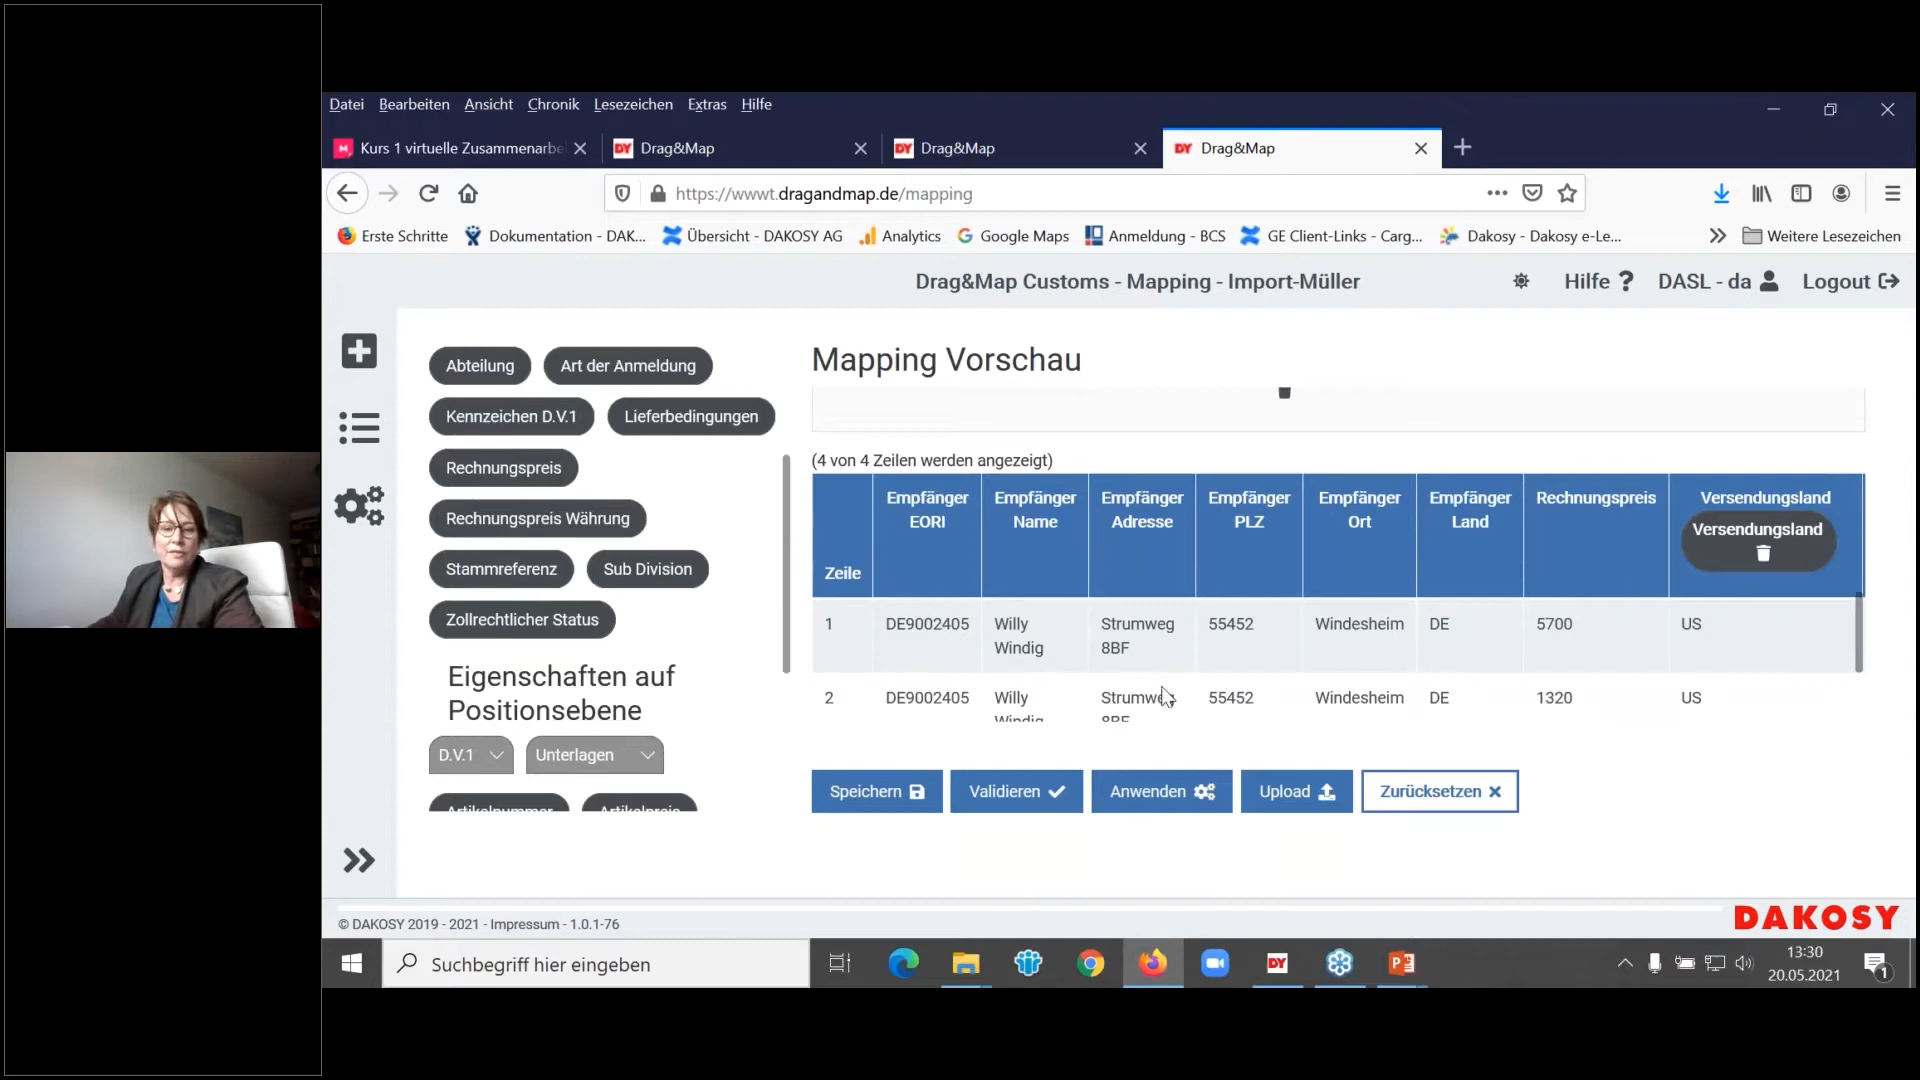 Datei Bearbeiten Ansicht Chronik Lesezeichen Extras Hilfe
Kurs 1 virtuelle Zusammenarbe
Drag&Map
Drag&Map
Drag&Map
https://wwwt.dragandmap.de/mapping
Erste Schritte
Dokumentation - DAK...
Übersicht - DAKOSY AG
Analytics
Google Maps
Anmeldung - BCS
GE Client-Links - Carg...
Dakosy - Dakosy e-Le...
Weitere Lesezeichen
Drag&Map Customs - Mapping - Import-Müller
Hilfe ?
DASL - da
Logout
Abteilung
Art der Anmeldung
Kennzeichen D.V.1
Lieferbedingungen
Rechnungspreis
Rechnungspreis Währung
Stammreferenz
Sub Division
Zollrechtlicher Status
Eigenschaften auf
Positionsebene
D.V.1
Unterlagen
Artikelnummer
Artikelpreis
Mapping Vorschau
(4 von 4 Zeilen werden angezeigt)
Zeile
Empfänger
EORI
Empfänger
Name
Empfänger
Adresse
Empfänger
PLZ
Empfänger
Ort
Empfänger
Land
Rechnungspreis
Versendungsland
Versendungsland
1 DE9002405 Willy Strumweg 55452 Windesheim DE 5700 US
Windig 8BF
2 DE9002405 Willy Strumweg 55452 Windesheim DE 1320 US
Windig 8BF
Speichern
Validieren
Anwenden
Upload
Zurücksetzen
© DAKOSY 2019 - 2021 - Impressum - 1.0.1-76
DAKOSY
Suchbegriff hier eingeben
DY
13:30
20.05.2021
1